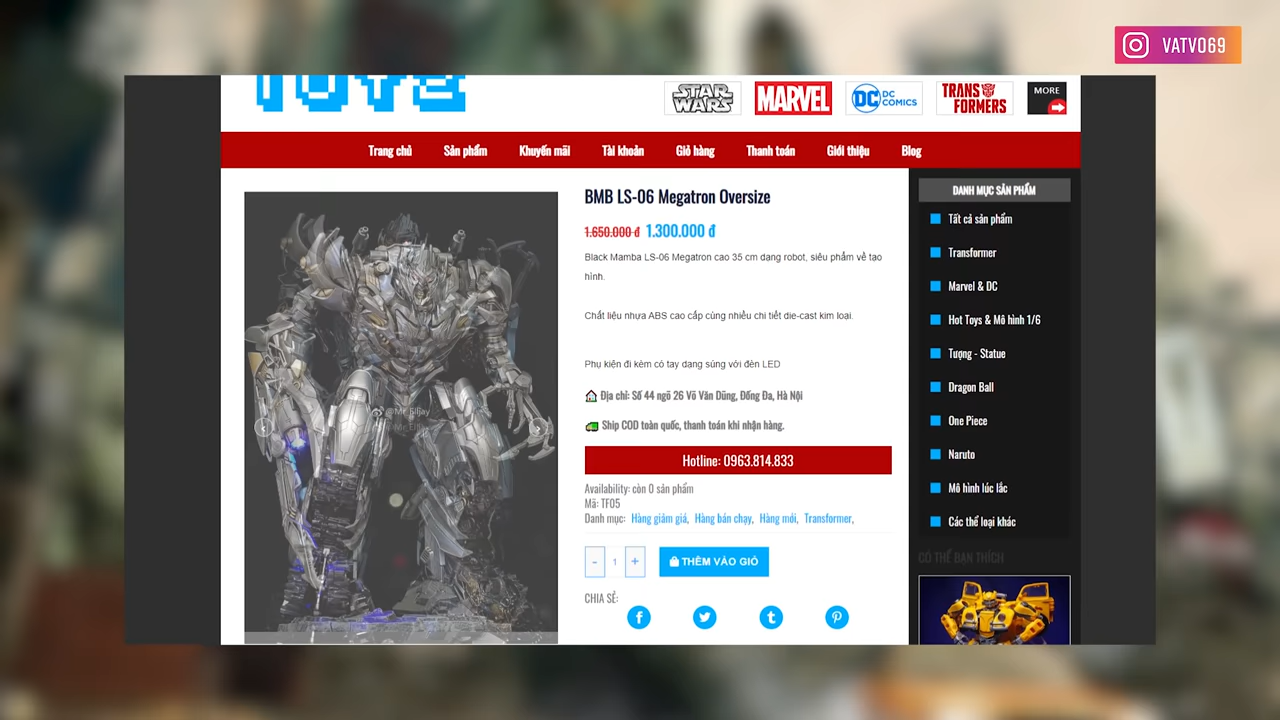 VATVO69
STAR WARS
MARVEL
DC DC COMICS
TRANSFORMERS
MORE
Trang chủ
Sản phẩm
Khuyến mãi
Tài khoản
Giỏ hàng
Thanh toán
Giới thiệu
Blog
BMB LS-06 Megatron Oversize
1.650.000 đ 1.300.000 đ
Black Mamba LS-06 Megatron cao 35 cm dạng robot, siêu phẩm về tạo
hình.
Chất liệu nhựa ABS cao cấp cùng nhiều chi tiết die-cast kim loại.
Phụ kiện đi kèm có tay dạng súng với đèn LED
Địa chỉ: Số 44 ngõ 26 Võ Văn Dũng, Đống Đa, Hà Nội
Ship COD toàn quốc, thanh toán khi nhận hàng.
Hotline: 0963.814.833
Availability: còn 0 sản phẩm
Mã: TF05
Danh mục: Hàng giảm giá, Hàng bán chạy, Hàng mới, Transformer,
- 1 +
THÊM VÀO GIỎ
CHIA SẺ:
DANH MỤC SẢN PHẨM
Tất cả sản phẩm
Transformer
Marvel & DC
Hot Toys & Mô hình 1/6
Tượng - Statue
Dragon Ball
One Piece
Naruto
Mô hình lúc lắc
Các thể loại khác
CÓ THỂ BẠN THÍCH